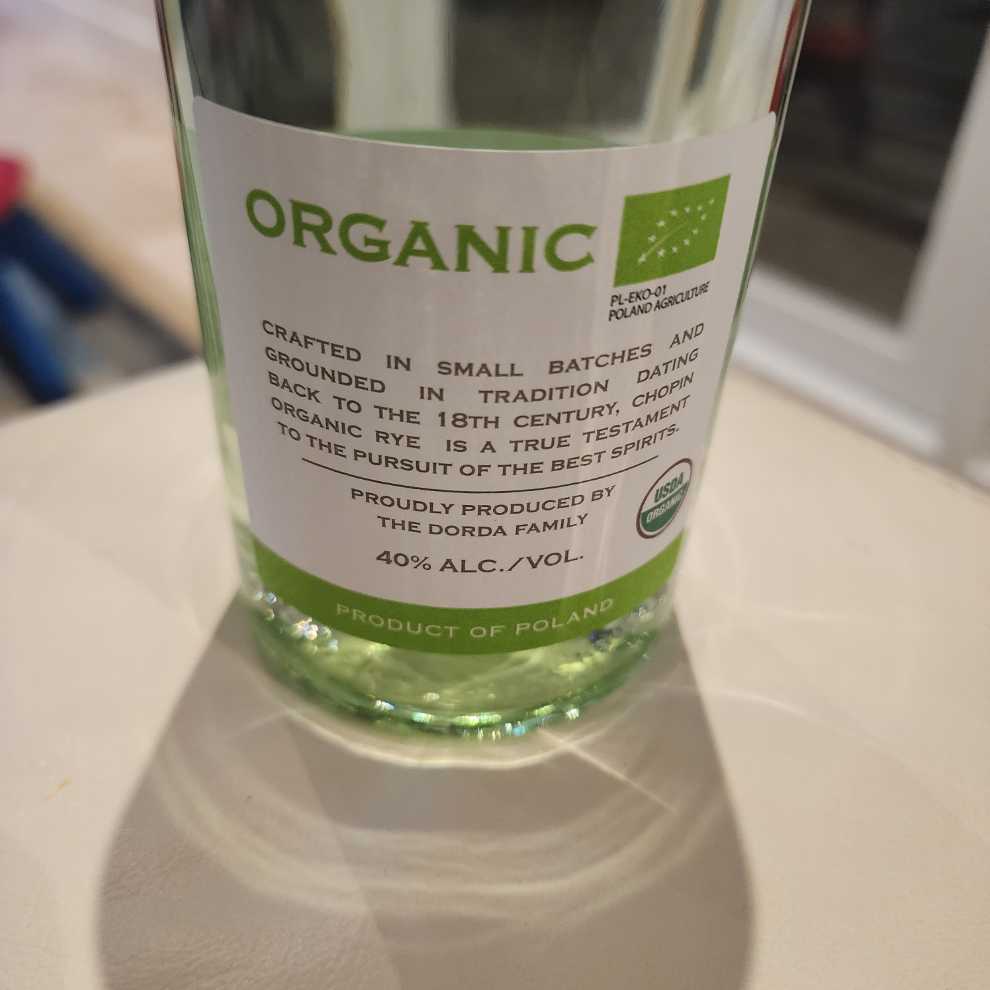 ORGANIC
PL-EKO-01
POLAND AGRICULTURE
CRAFTED IN SMALL BATCHES AND
GROUNDED IN TRADITION DATING
BACK TO THE 18TH CENTURY, CHOPIN
ORGANIC RYE IS A TRUE TESTAMENT
TO THE PURSUIT OF THE BEST SPIRITS.
PROUDLY PRODUCED BY
THE DORDA FAMILY
USDA
ORGANIC
40% ALC./VOL.
PRODUCT OF POLAND